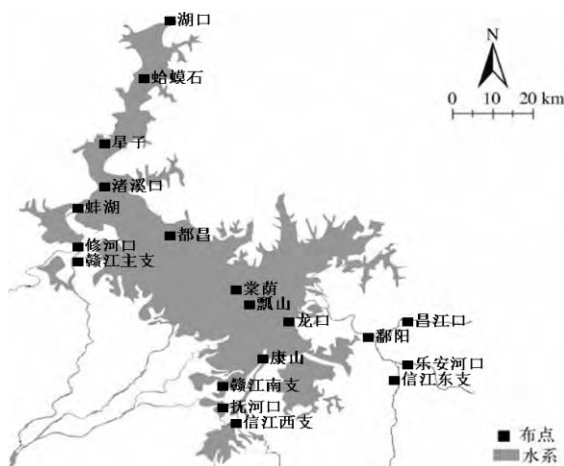 湖口
蛤蟆石
N
0 10 20 km
星子
渚溪口
蚌湖
都昌
修河口
赣江主支
棠荫
瓢山
龙口
昌江口
鄱阳
康山
乐安河口
信江东支
赣江南支
抚河口
信江西支
布点
水系